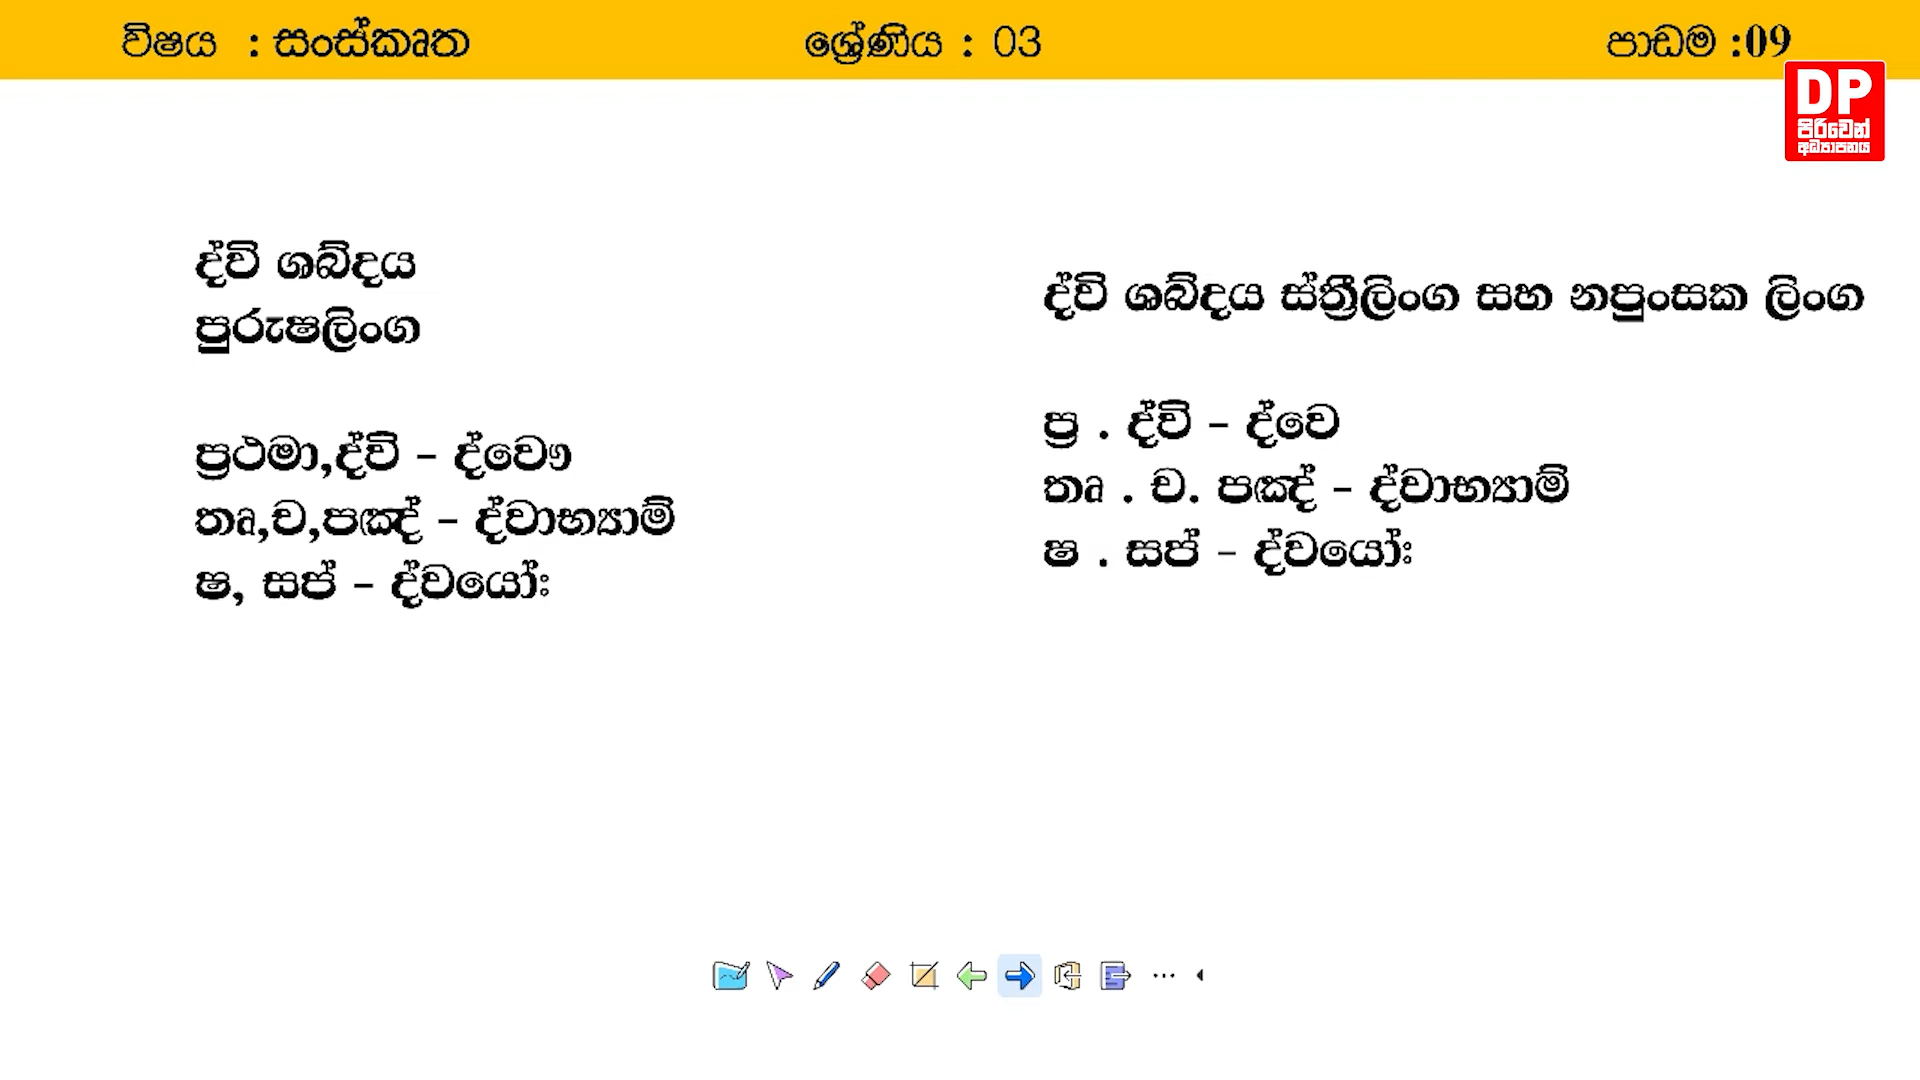 විෂය : සංස්කෘත
ශ්‍රේණිය : 03
පාඩම :09
DP
පිරිවෙන්
අධ්‍යාපනය
ද්වි ශබ්දය
පුරුෂලිංග
ප්‍රථමා,ද්වි – ද්වෞ
තෘ,ච,පඤ් – ද්වාභ්‍යාම්
ෂ, සප් – ද්වයෝඃ
ද්වි ශබ්දය ස්ත්‍රීලිංග සහ නපුංසක ලිංග
ප්‍ර . ද්වි – ද්වෙ
තෘ . ච. පඤ් – ද්වාභ්‍යාම්
ෂ . සප් – ද්වයෝඃ